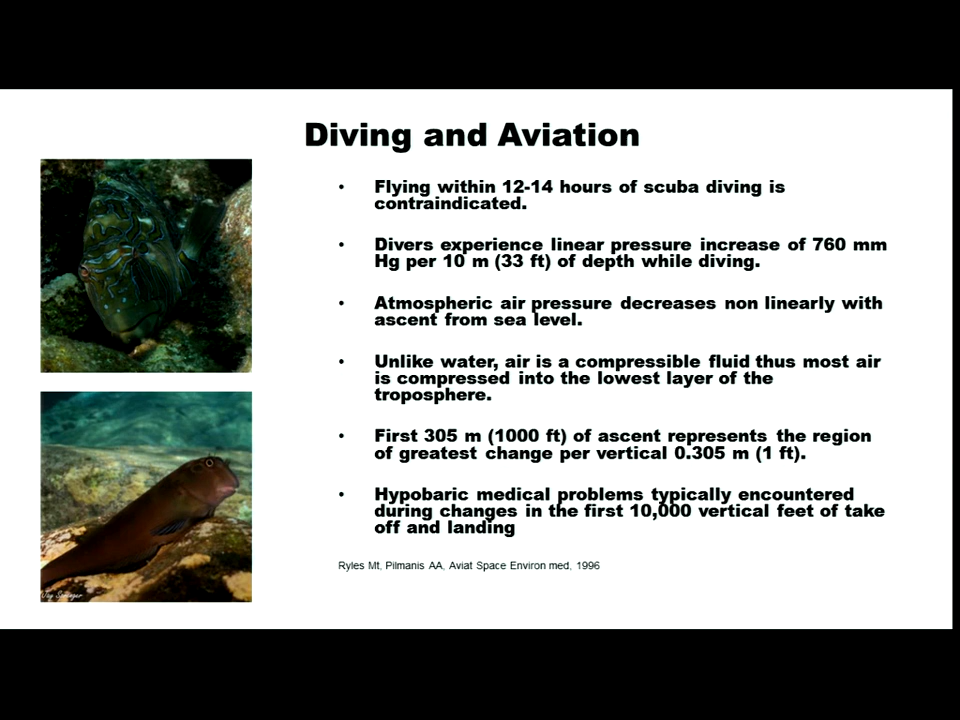 Diving and Aviation
• Flying within 12-14 hours of scuba diving is
contraindicated.
• Divers experience linear pressure increase of 760 mm
Hg per 10 m (33 ft) of depth while diving.
• Atmospheric air pressure decreases non linearly with
ascent from sea level.
• Unlike water, air is a compressible fluid thus most air
is compressed into the lowest layer of the
troposphere.
• First 305 m (1000 ft) of ascent represents the region
of greatest change per vertical 0.305 m (1 ft).
• Hypobaric medical problems typically encountered
during changes in the first 10,000 vertical feet of take
off and landing
Ryles Mt, Pilmanis AA, Aviat Space Environ med, 1996